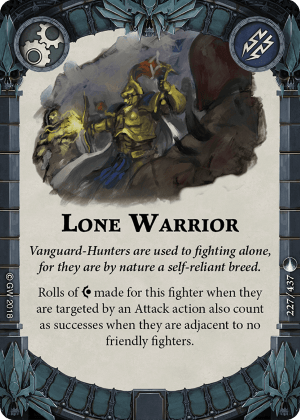 LONE WARRIOR
Vanguard-Hunters are used to fighting alone,
for they are by nature a self-reliant breed.
Rolls of made for this fighter when they
are targeted by an Attack action also count
as successes when they are adjacent to no
friendly fighters.
© GW 2018
227/437